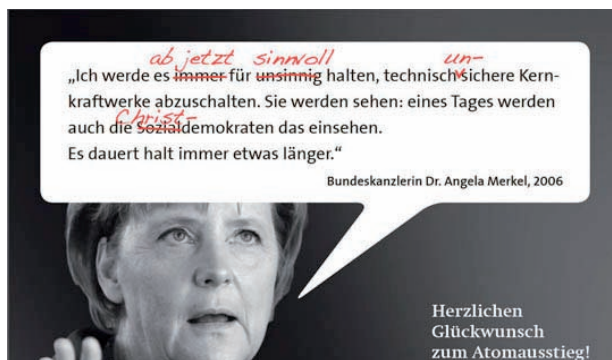 ab jetzt sinnvoll un-
„Ich werde es immer für unsinnig halten, technisch sichere Kern-
kraftwerke abzuschalten. Sie werden sehen: eines Tages werden
Christ-
auch die Sozialdemokraten das einsehen.
Es dauert halt immer etwas länger.“
Bundeskanzlerin Dr. Angela Merkel, 2006
Herzlichen
Glückwunsch
zum Atomausstieg!